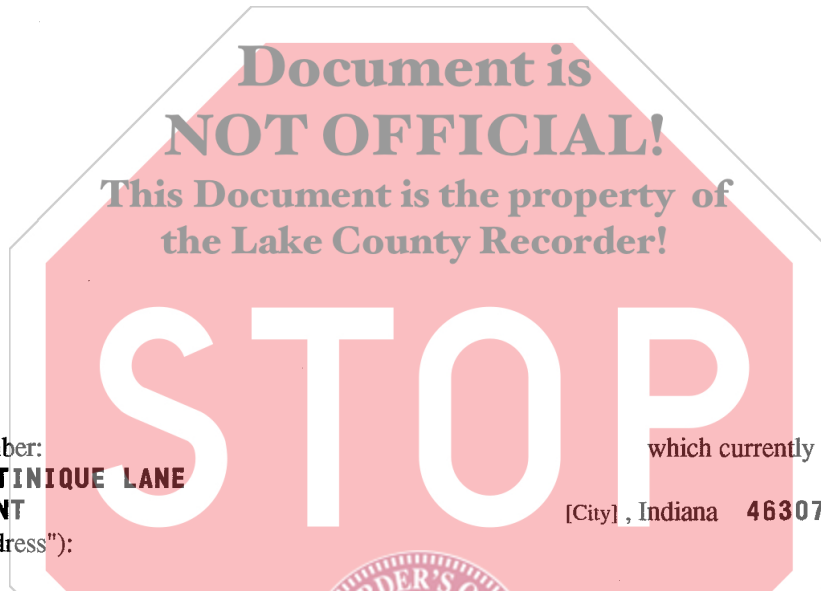 Document is
NOT OFFICIAL!
This Document is the property of
the Lake County Recorder!
STOP
ber: which currently
TINIQUE LANE
NT [City] , Indiana 46307
dress"):
DER'S O